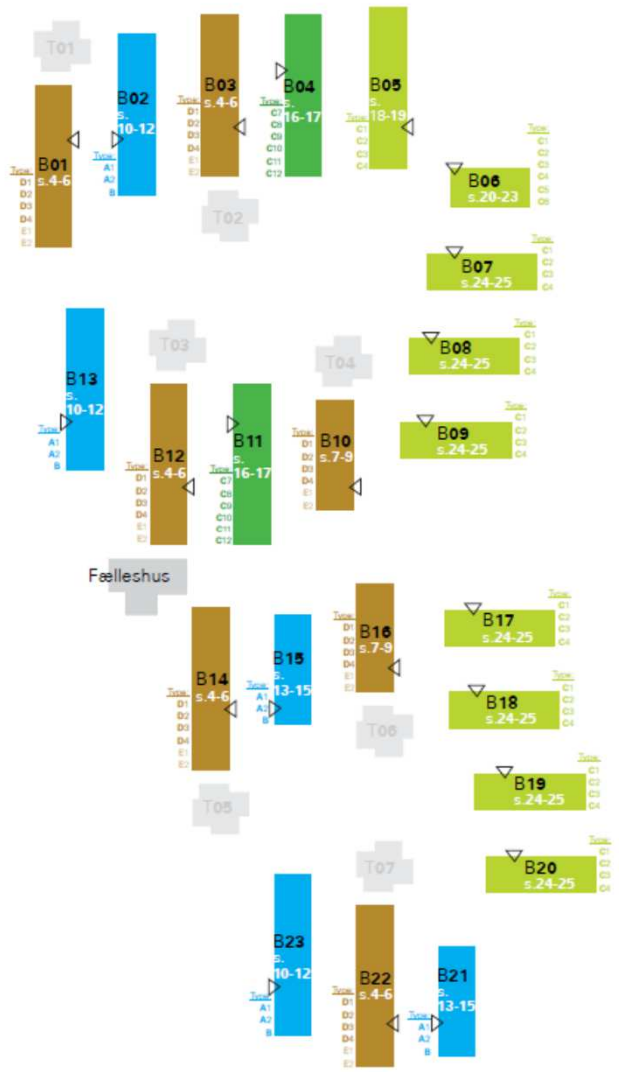 T01
B01
s.4-6
Type:
D1
D2
D3
D4
E1
E2
B02
s.
10-12
Type:
A1
A2
B
B03
s.4-6
Type:
D1
D2
D3
D4
E1
E2
T02
B04
s.
16-17
Type:
C7
C8
C9
C10
C11
C12
B05
s.
18-19
Type:
C1
C2
C3
C4
B06
s.20-23
Type:
C1
C2
C3
C4
C5
B07
s.24-25
Type:
C1
C2
C3
C4
B08
s.24-25
Type:
C1
C2
C3
C4
B09
s.24-25
Type:
C1
C2
C3
C4
B13
s.
10-12
Type:
A1
A2
B
T03
B12
s.4-6
Type:
D1
D2
D3
D4
E1
E2
B11
s.
16-17
Type:
C7
C8
C9
C10
C11
C12
T04
B10
s.7-9
Type:
D1
D2
D3
D4
E1
E2
Fælleshus
B14
s.4-6
Type:
D1
D2
D3
D4
E1
E2
T05
B15
s.
13-15
Type:
A1
A2
B
B16
s.7-9
Type:
D1
D2
D3
D4
E1
E2
T06
B17
s.24-25
Type:
C1
C2
C3
C4
B18
s.24-25
Type:
C1
C2
C3
C4
B19
s.24-25
Type:
C1
C2
C3
C4
B20
s.24-25
Type:
C1
C2
C3
C4
T07
B23
s.
10-12
Type:
A1
A2
B
B22
s.4-6
Type:
D1
D2
D3
D4
E1
E2
B21
s.
13-15
Type:
A1
A2
B